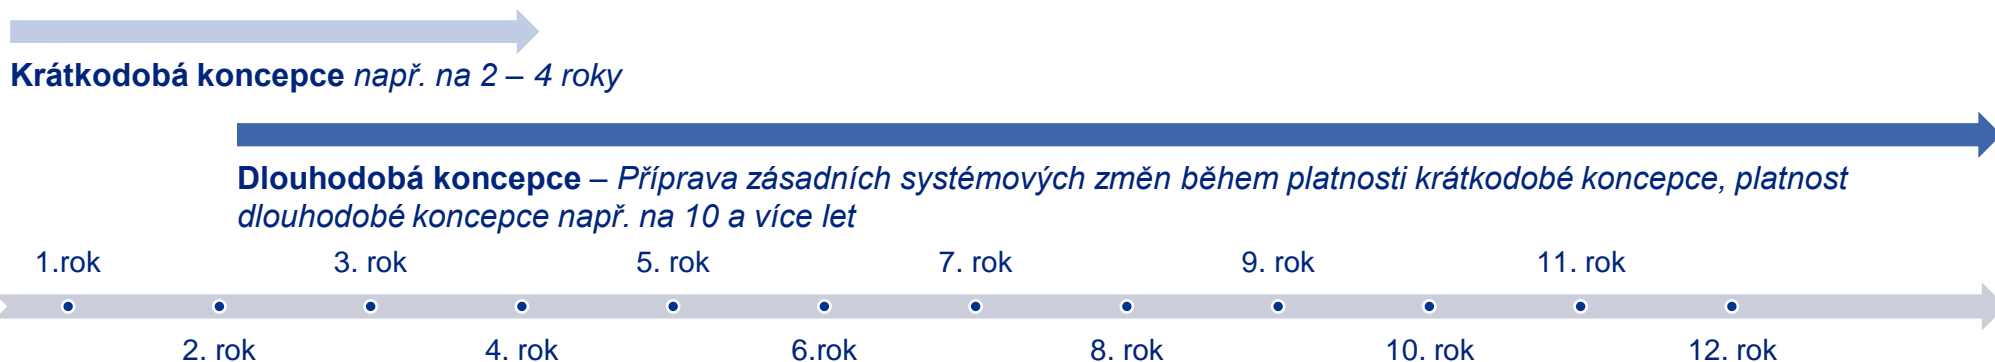 Krátkodobá koncepce např. na 2 – 4 roky
Dlouhodobá koncepce – Příprava zásadních systémových změn během platnosti krátkodobé koncepce, platnost
dlouhodobé koncepce např. na 10 a více let
1.rok 3. rok 5. rok 7. rok 9. rok 11. rok
2. rok 4. rok 6.rok 8. rok 10. rok 12. rok